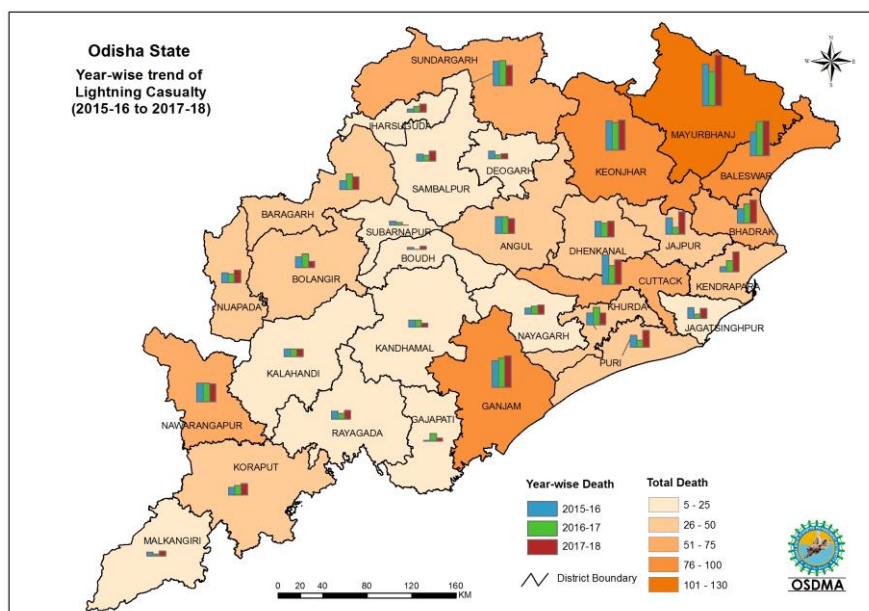 Odisha State
Year-wise trend of
Lightning Casualty
(2015-16 to 2017-18)
N
W
E
S
SUNDARGARH
JHARSUGUDA
MAYURBHANJ
KEONJHAR
BALESWAR
DEOGARH
SAMBALPUR
BARAGARH
SUBARNAPUR
ANGUL
DHENKANAL
JAJPUR
BHADRAK
BOUDH
BOLANGIR
NUAPADA
CUTTACK
KENDRAPARA
KHURDA
NAYAGARH
JAGATSINGHPUR
KANDHAMAL
PURI
KALAHANDI
GANJAM
NAWARANGAPUR
RAYAGADA
GAJAPATI
KORAPUT
MALKANGIRI
Year-wise Death
2015-16
2016-17
2017-18
District Boundary
Total Death
5 - 25
26 - 50
51 - 75
76 - 100
101 - 130
0 20 40 80 120 160
KM
OSDMA